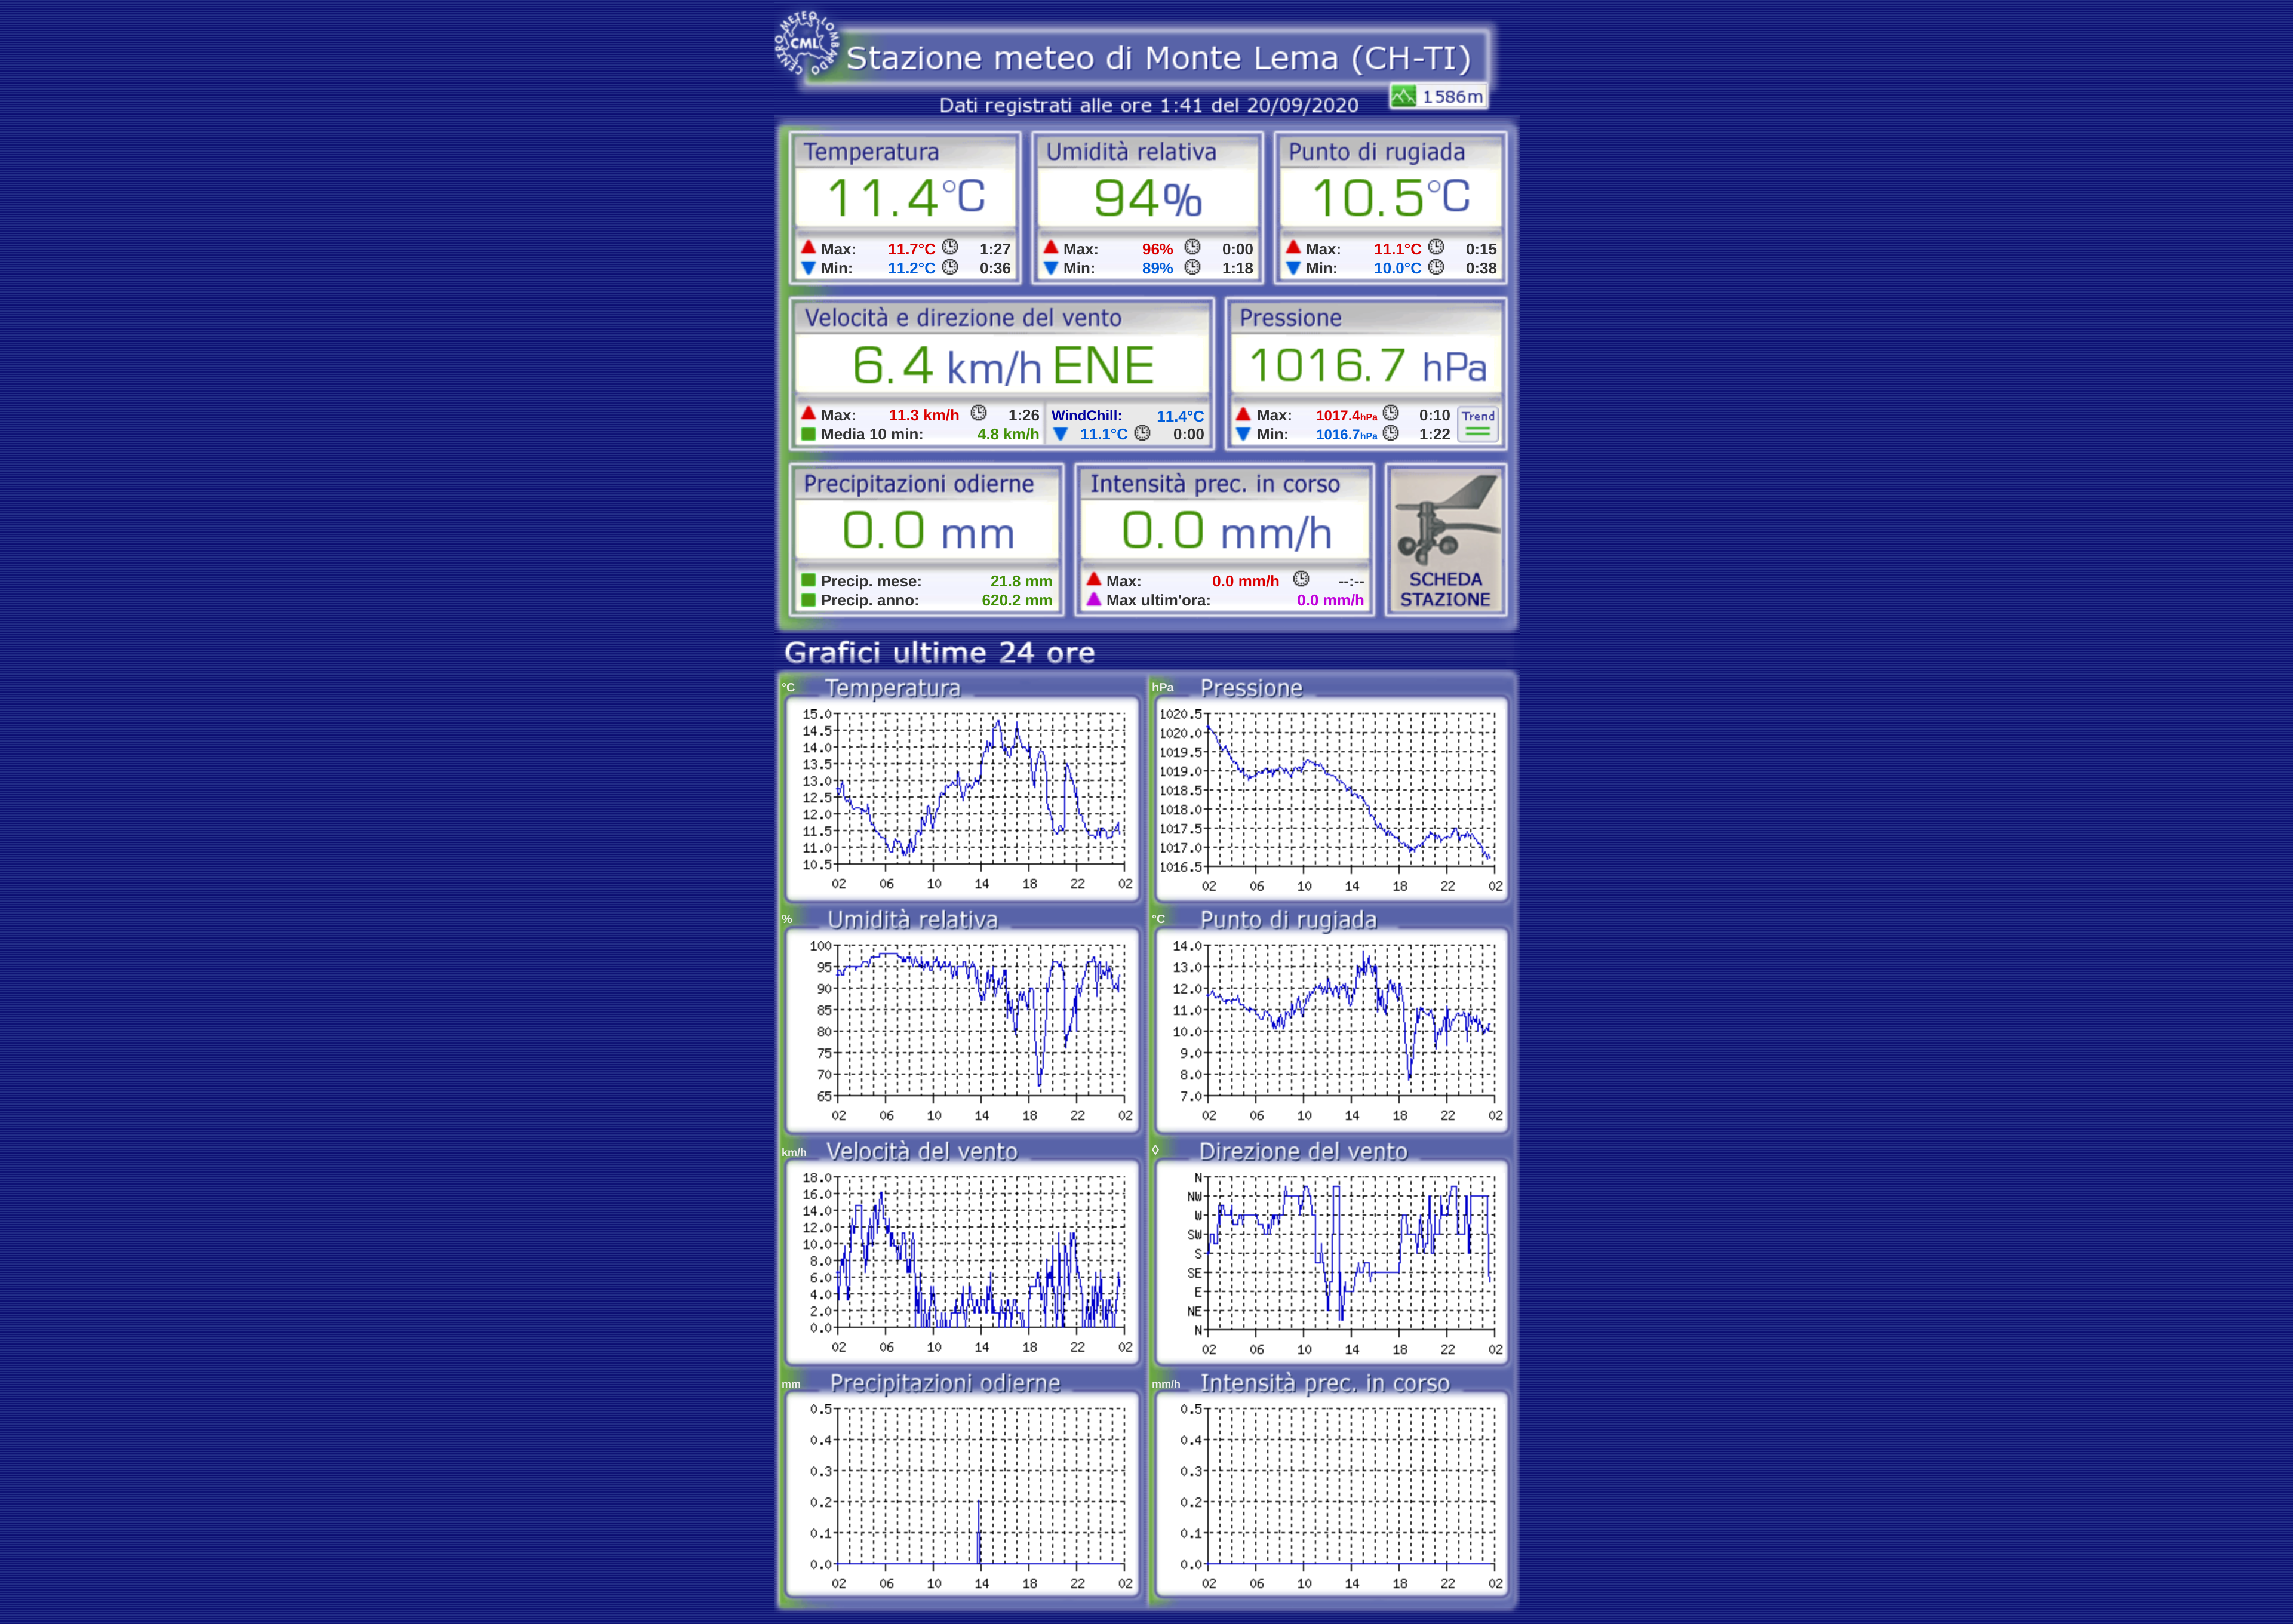 CENTRO METEO LOMBARDO
CML
Stazione meteo di Monte Lema (CH-TI)
1586m
Dati registrati alle ore 1:41 del 20/09/2020
Temperatura
11.4°C
Max: 11.7°C 1:27
Min: 11.2°C 0:36
Umidità relativa
94%
Max: 96% 0:00
Min: 89% 1:18
Punto di rugiada
10.5°C
Max: 11.1°C 0:15
Min: 10.0°C 0:38
Velocità e direzione del vento
6.4 km/h ENE
Max: 11.3 km/h 1:26
Media 10 min: 4.8 km/h
WindChill: 11.4°C
11.1°C 0:00
Pressione
1016.7 hPa
Max: 1017.4hPa 0:10
Min: 1016.7hPa 1:22
Trend
Precipitazioni odierne
0.0 mm
Precip. mese: 21.8 mm
Precip. anno: 620.2 mm
Intensità prec. in corso
0.0 mm/h
Max: 0.0 mm/h --:--
Max ultim'ora: 0.0 mm/h
SCHEDA
STAZIONE
Grafici ultime 24 ore
°C Temperatura
15.0
14.5
14.0
13.5
13.0
12.5
12.0
11.5
11.0
10.5
02 06 10 14 18 22 02
hPa Pressione
1020.5
1020.0
1019.5
1019.0
1018.5
1018.0
1017.5
1017.0
1016.5
02 06 10 14 18 22 02
% Umidità relativa
100
95
90
85
80
75
70
65
02 06 10 14 18 22 02
°C Punto di rugiada
14.0
13.0
12.0
11.0
10.0
9.0
8.0
7.0
02 06 10 14 18 22 02
km/h Velocità del vento
18.0
16.0
14.0
12.0
10.0
8.0
6.0
4.0
2.0
0.0
02 06 10 14 18 22 02
◊ Direzione del vento
N
NW
W
SW
S
SE
E
NE
N
02 06 10 14 18 22 02
mm Precipitazioni odierne
0.5
0.4
0.3
0.2
0.1
0.0
02 06 10 14 18 22 02
mm/h Intensità prec. in corso
0.5
0.4
0.3
0.2
0.1
0.0
02 06 10 14 18 22 02